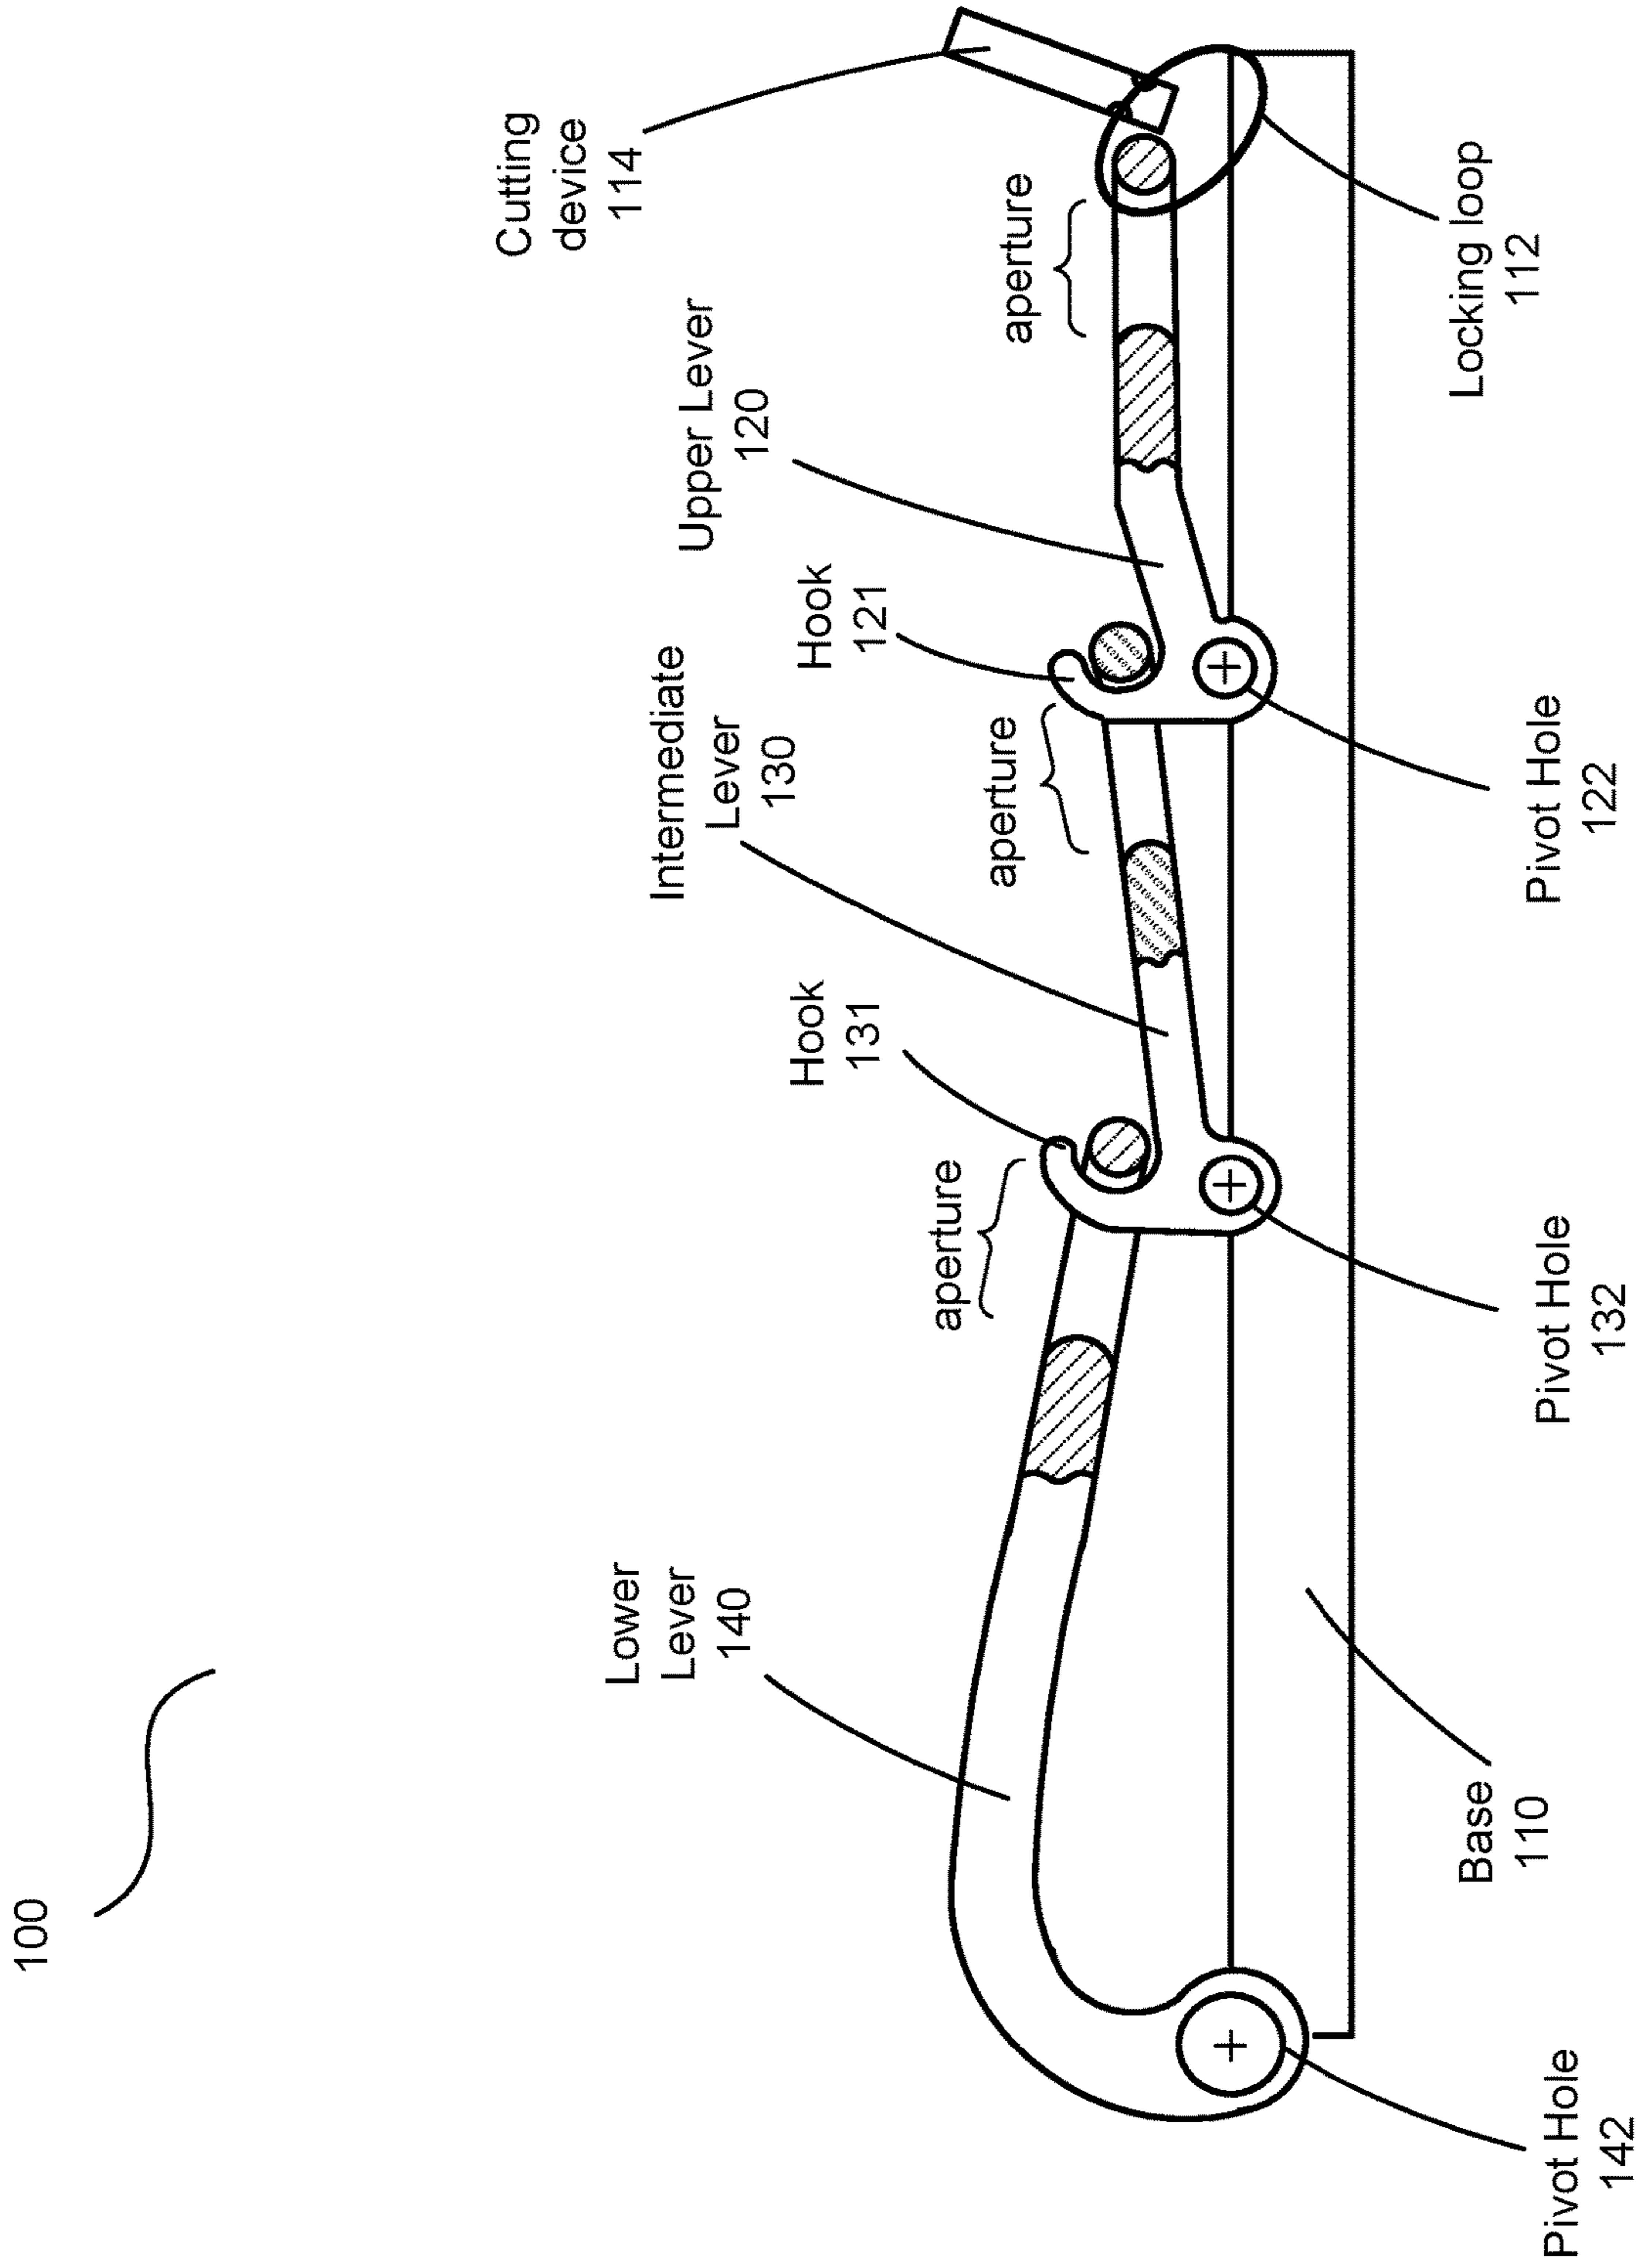 100
Cutting
device
114
Upper Lever
120
Intermediate
Lever
130
Hook
121
Hook
131
Lower
Lever
140
aperture
aperture
aperture
Locking loop
112
Pivot Hole
122
Pivot Hole
132
Base
110
Pivot Hole
142